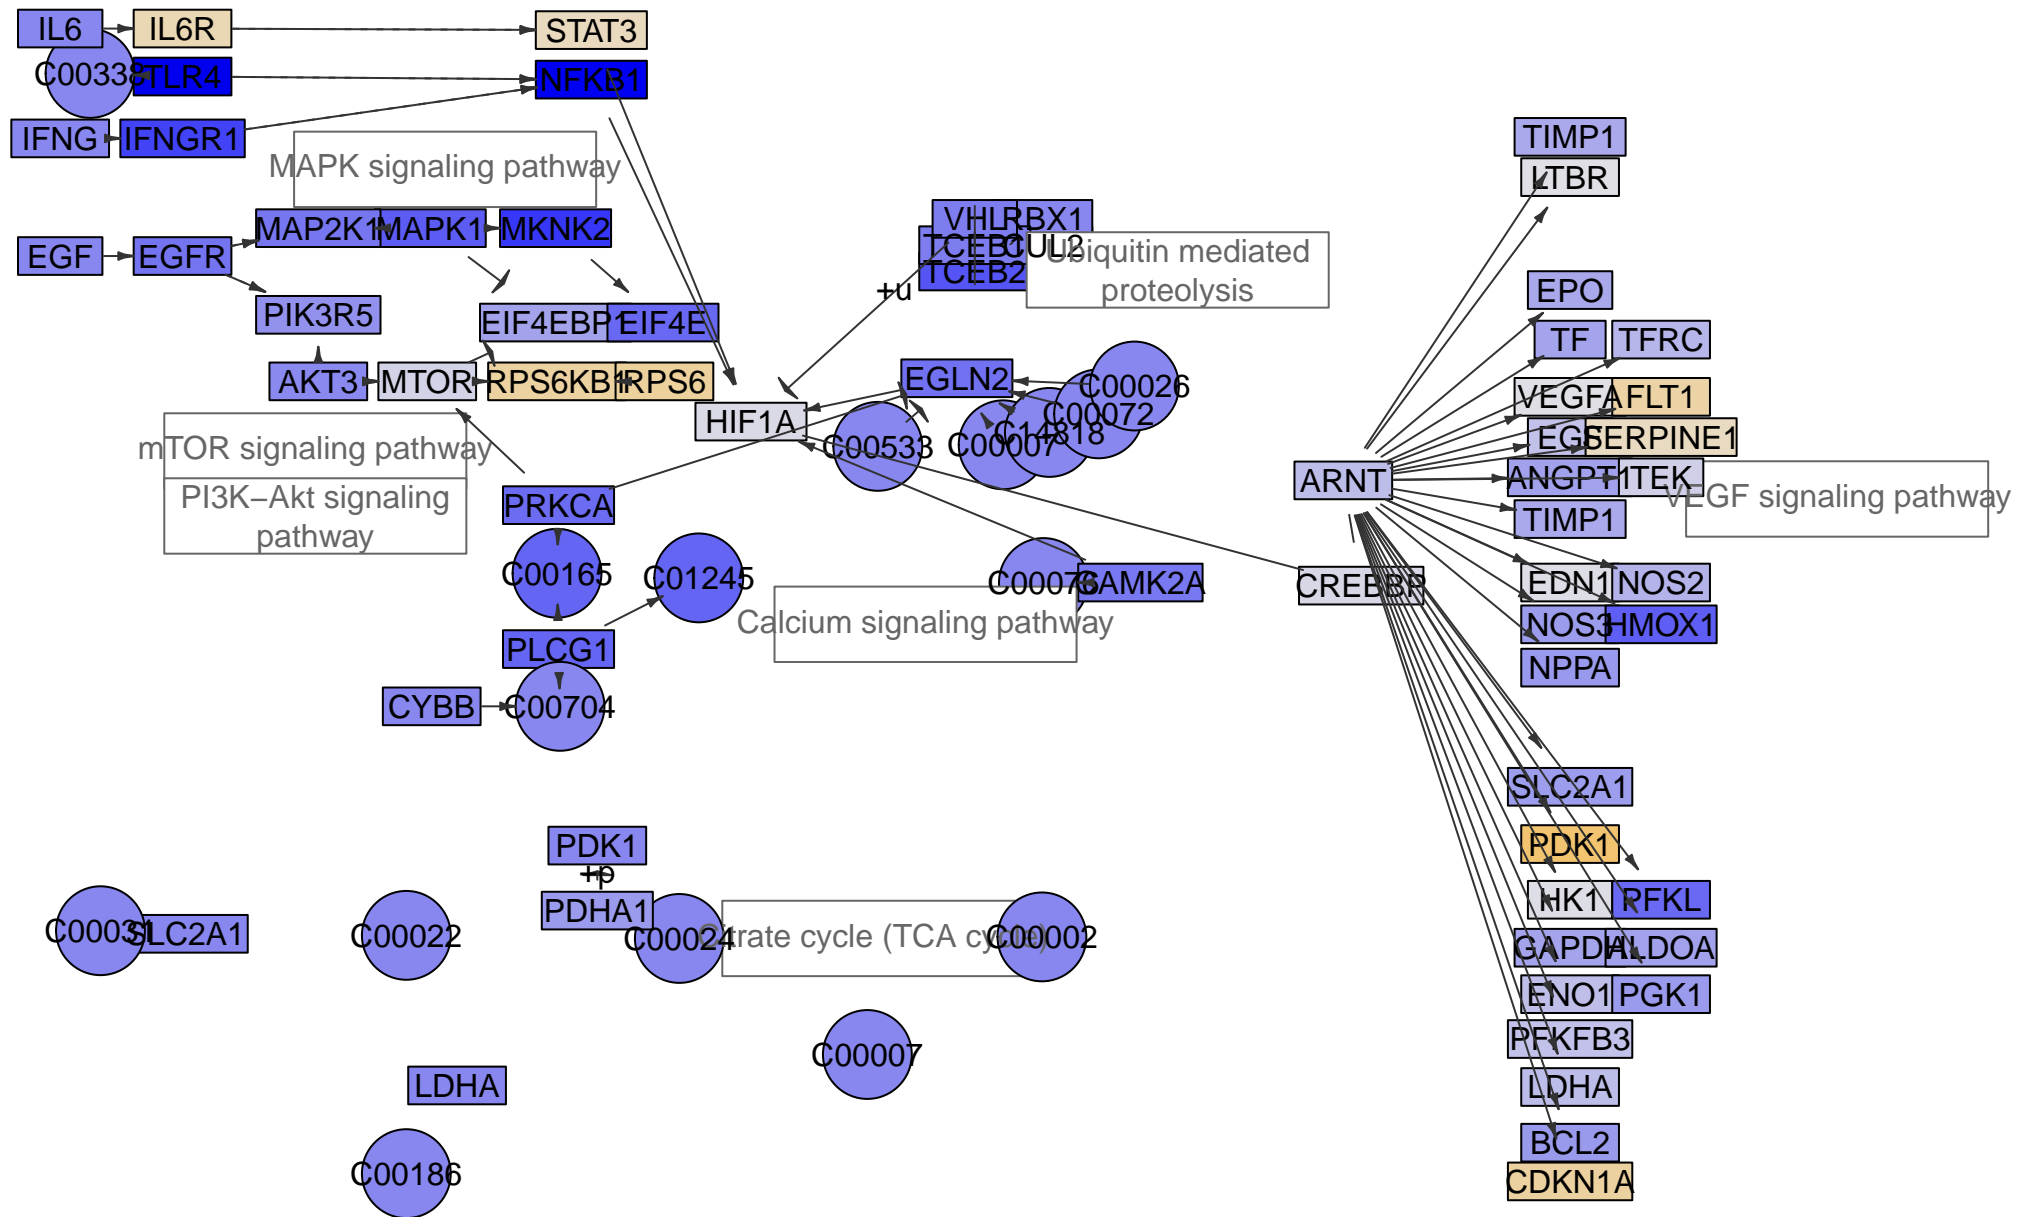 IL6
IL6R
STAT3
C00338
TLR4
NFKB1
IFNG
IFNGR1
TIMP1
MAPK signaling pathway
LTBR
VHL
RBX1
MAP2K1
MAPK1
MKNK2
TCEB1
CUL2
EGF
EGFR
TCEB2
Ubiquitin mediated
proteolysis
+u
EPO
PIK3R5
EIF4EBP1
EIF4E
TF
TFRC
AKT3
MTOR
RPS6KB1
RPS6
EGLN2
C00026
VEGFA
FLT1
HIF1A
C00072
C14818
C00007
C00533
EGF
SERPINE1
mTOR signaling pathway
ARNT
ANGPT1
TEK
PI3K–Akt signaling
pathway
VEGF signaling pathway
PRKCA
TIMP1
C00165
C01245
C00076
CAMK2A
CREBBP
EDN1
NOS2
Calcium signaling pathway
NOS3
HMOX1
PLCG1
NPPA
CYBB
C00704
SLC2A1
PDK1
+p
PDK1
PDHA1
HK1
PFKL
C00031
SLC2A1
C00022
C00024
Citrate cycle (TCA cycle)
C00002
GAPDH
ALDOA
ENO1
PGK1
C00007
PFKFB3
LDHA
LDHA
BCL2
C00186
CDKN1A